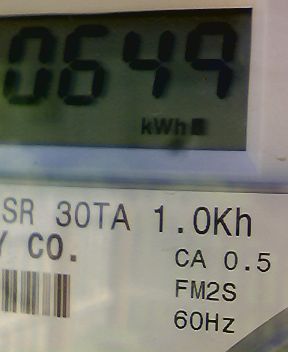 0649
kWh
SR 30TA 1.0Kh
Y CO.
CA 0.5
FM2S
60Hz